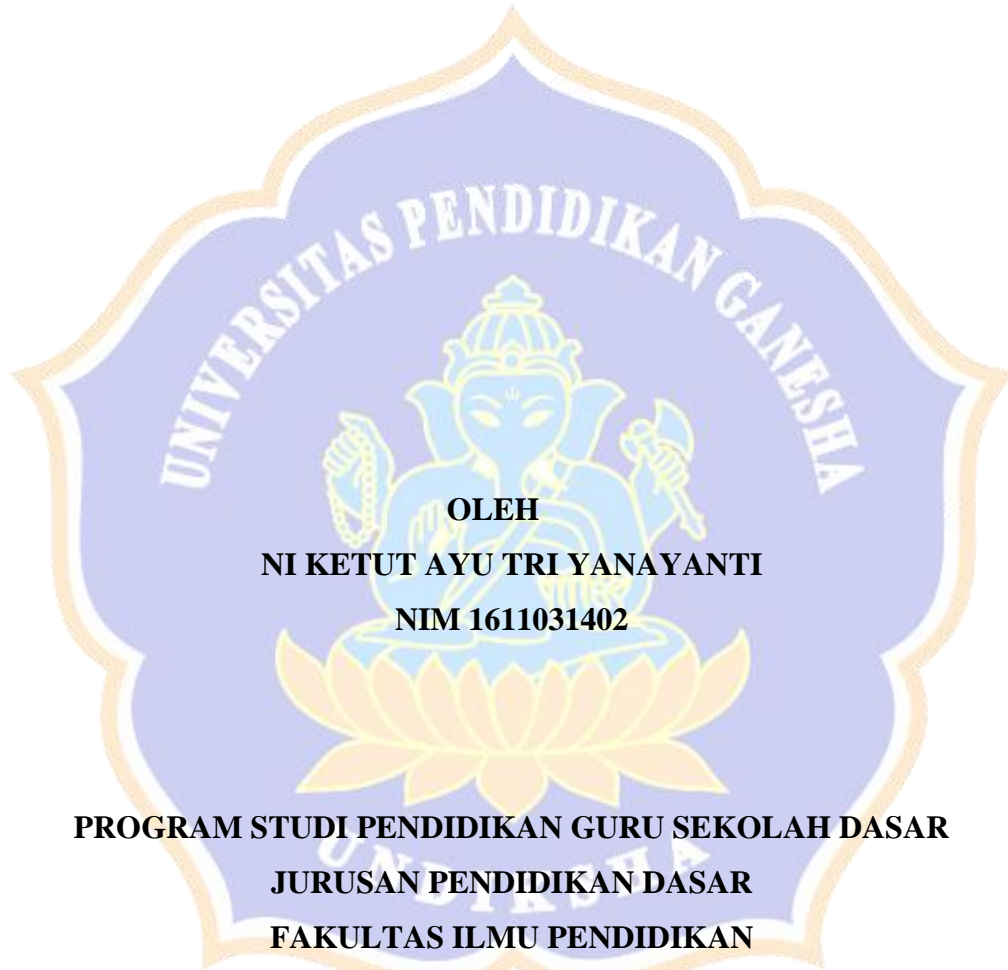 UNIVERSITAS PENDIDIKAN GANESHA
OLEH
NI KETUT AYU TRI YANAYANTI
NIM 1611031402
PROGRAM STUDI PENDIDIKAN GURU SEKOLAH DASAR
UNDIKSHA
JURUSAN PENDIDIKAN DASAR
FAKULTAS ILMU PENDIDIKAN